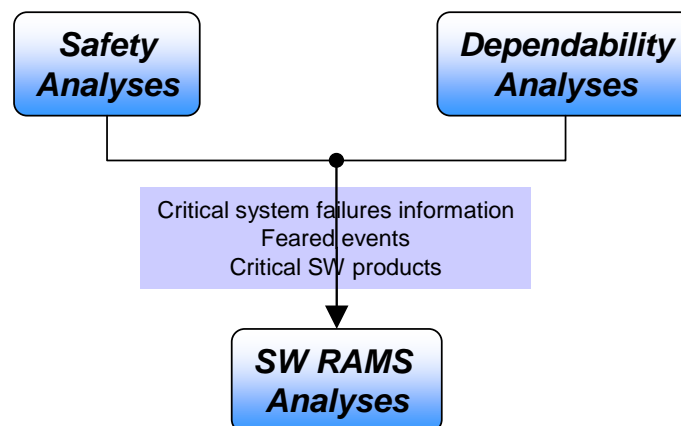 Safety
Analyses
Dependability
Analyses
Critical system failures information
Feared events
Critical SW products
SW RAMS
Analyses